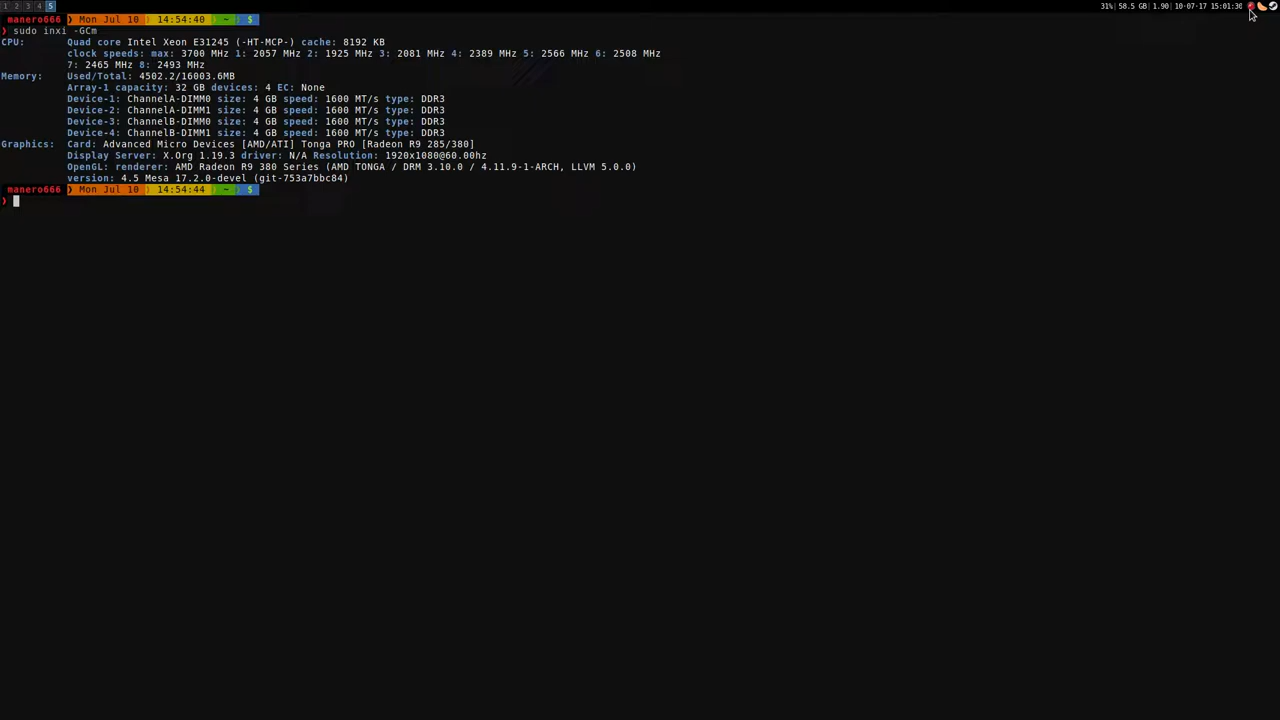 1 2 3 4 5
31% | 58.5 GB | 1.90 | 10-07-17 15:01:30
manero666 ❯ Mon Jul 10 ❯ 14:54:40 ❯ ~ ❯ $
❯ sudo inxi -GCm
CPU: Quad core Intel Xeon E31245 (-HT-MCP-) cache: 8192 KB
clock speeds: max: 3700 MHz 1: 2057 MHz 2: 1925 MHz 3: 2081 MHz 4: 2389 MHz 5: 2566 MHz 6: 2508 MHz
7: 2465 MHz 8: 2493 MHz
Memory: Used/Total: 4502.2/16003.6MB
Array-1 capacity: 32 GB devices: 4 EC: None
Device-1: ChannelA-DIMM0 size: 4 GB speed: 1600 MT/s type: DDR3
Device-2: ChannelA-DIMM1 size: 4 GB speed: 1600 MT/s type: DDR3
Device-3: ChannelB-DIMM0 size: 4 GB speed: 1600 MT/s type: DDR3
Device-4: ChannelB-DIMM1 size: 4 GB speed: 1600 MT/s type: DDR3
Graphics: Card: Advanced Micro Devices [AMD/ATI] Tonga PRO [Radeon R9 285/380]
Display Server: X.Org 1.19.3 driver: N/A Resolution: 1920x1080@60.00hz
OpenGL: renderer: AMD Radeon R9 380 Series (AMD TONGA / DRM 3.10.0 / 4.11.9-1-ARCH, LLVM 5.0.0)
version: 4.5 Mesa 17.2.0-devel (git-753a7bbc84)
manero666 ❯ Mon Jul 10 ❯ 14:54:44 ❯ ~ ❯ $
❯